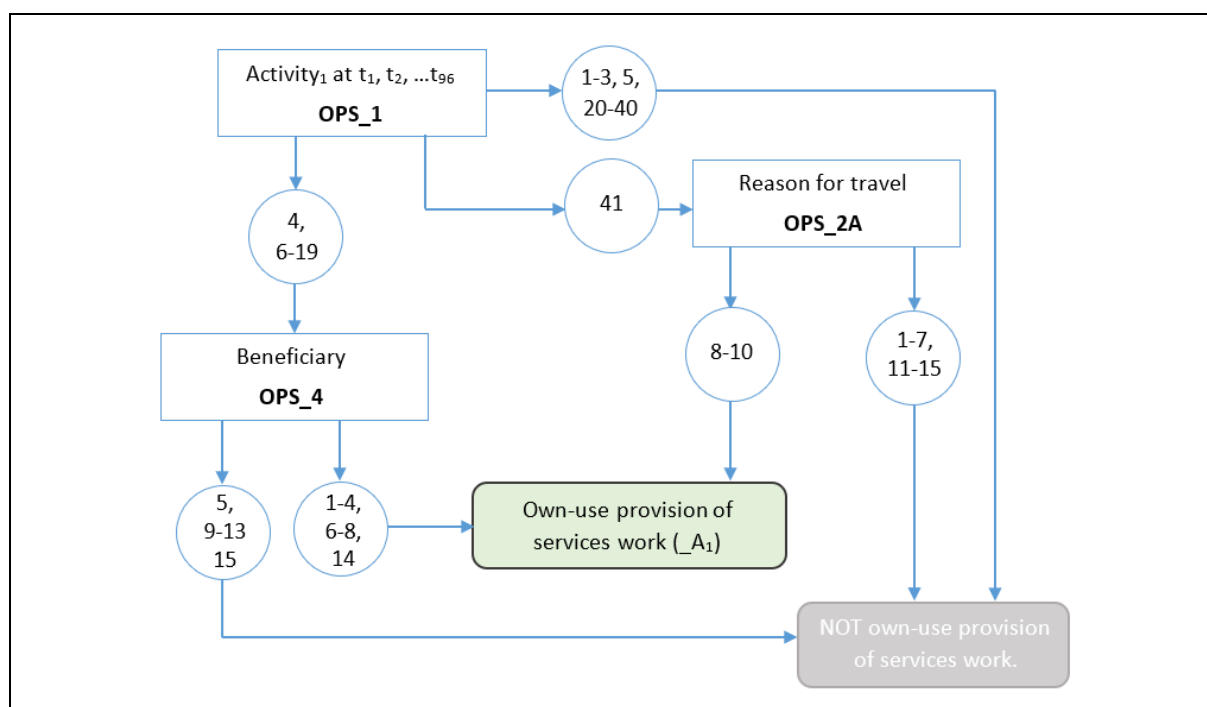 Activity₁ at t₁, t₂, ...t₉₆
OPS_1
1-3, 5,
20-40
41
Reason for travel
OPS_2A
4,
6-19
Beneficiary
OPS_4
8-10
1-7,
11-15
5,
9-13
15
1-4,
6-8,
14
Own-use provision of
services work (_A₁)
NOT own-use provision
of services work.